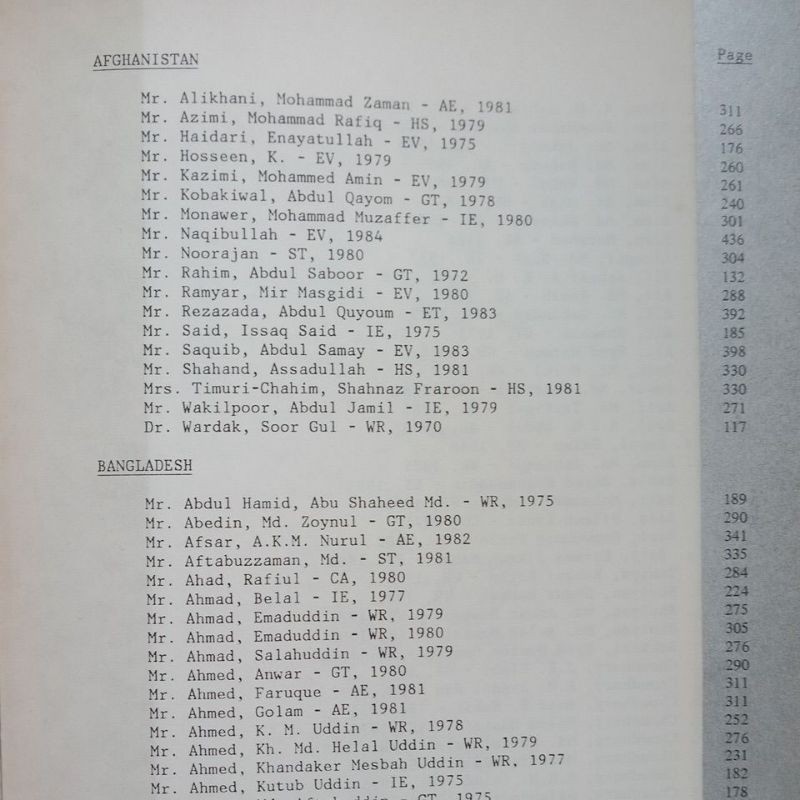 AFGHANISTAN Page
Mr. Alikhani, Mohammad Zaman - AE, 1981 311
Mr. Azimi, Mohammad Rafiq - HS, 1979 266
Mr. Haidari, Enayatullah - EV, 1975 176
Mr. Hosseen, K. - EV, 1979 260
Mr. Kazimi, Mohammed Amin - EV, 1979 261
Mr. Kobakiwal, Abdul Qayom - GT, 1978 240
Mr. Monawer, Mohammad Muzaffer - IE, 1980 301
Mr. Naqibullah - EV, 1984 436
Mr. Noorajan - ST, 1980 304
Mr. Rahim, Abdul Saboor - GT, 1972 132
Mr. Ramyar, Mir Masgidi - EV, 1980 288
Mr. Rezazada, Abdul Quyoum - ET, 1983 392
Mr. Said, Issaq Said - IE, 1975 185
Mr. Saquib, Abdul Samay - EV, 1983 398
Mr. Shahand, Assadullah - HS, 1981 330
Mrs. Timuri-Chahim, Shahnaz Fraroon - HS, 1981 330
Mr. Wakilpoor, Abdul Jamil - IE, 1979 271
Dr. Wardak, Soor Gul - WR, 1970 117
BANGLADESH
Mr. Abdul Hamid, Abu Shaheed Md. - WR, 1975 189
Mr. Abedin, Md. Zoynul - GT, 1980 290
Mr. Afsar, A.K.M. Nurul - AE, 1982 341
Mr. Aftabuzzaman, Md. - ST, 1981 335
Mr. Ahad, Rafiul - CA, 1980 284
Mr. Ahmad, Belal - IE, 1977 224
Mr. Ahmad, Emaduddin - WR, 1979 275
Mr. Ahmad, Emaduddin - WR, 1980 305
Mr. Ahmad, Salahuddin - WR, 1979 276
Mr. Ahmed, Anwar - GT, 1980 290
Mr. Ahmed, Faruque - AE, 1981 311
Mr. Ahmed, Golam - AE, 1981 311
Mr. Ahmed, K. M. Uddin - WR, 1978 252
Mr. Ahmed, Kh. Md. Helal Uddin - WR, 1979 276
Mr. Ahmed, Khandaker Mesbah Uddin - WR, 1977 231
Mr. Ahmed, Kutub Uddin - IE, 1975 182
GT, 1975 178